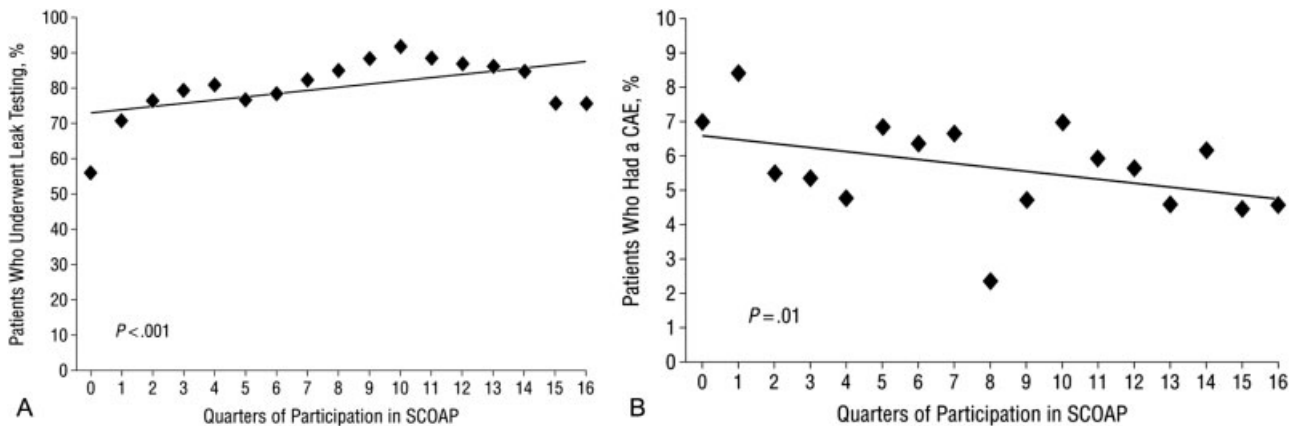 Patients Who Underwent Leak Testing, %
100
90
80
70
60
50
40
30
20
10
0
P<.001
0 1 2 3 4 5 6 7 8 9 10 11 12 13 14 15 16
Quarters of Participation in SCOAP
A
Patients Who Had a CAE, %
10
9
8
7
6
5
4
3
2
1
0
P=.01
0 1 2 3 4 5 6 7 8 9 10 11 12 13 14 15 16
Quarters of Participation in SCOAP
B